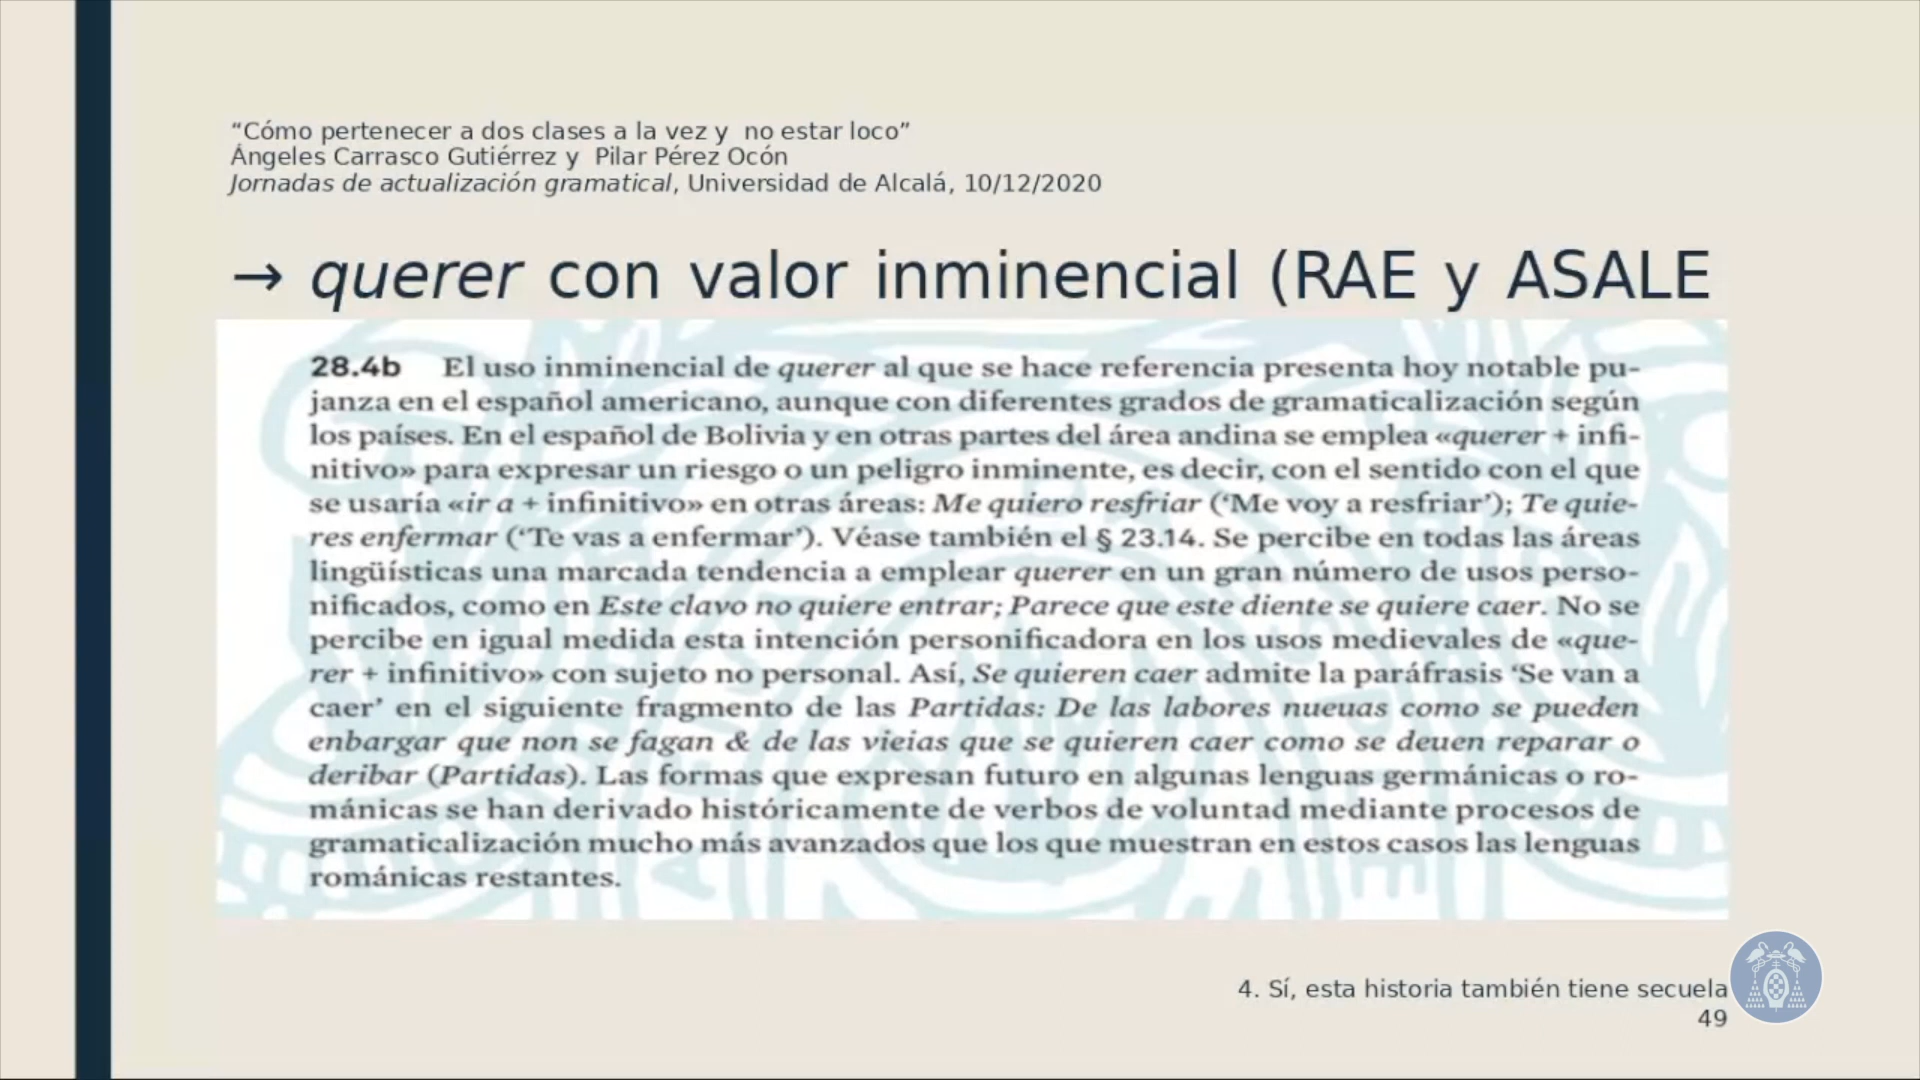 “Cómo pertenecer a dos clases a la vez y  no estar loco”
Ángeles Carrasco Gutiérrez y  Pilar Pérez Ocón
Jornadas de actualización gramatical, Universidad de Alcalá, 10/12/2020
→ querer con valor inminencial (RAE y ASALE
28.4b El uso inminencial de querer al que se hace referencia presenta hoy notable pu-
janza en el español americano, aunque con diferentes grados de gramaticalización según
los países. En el español de Bolivia y en otras partes del área andina se emplea «querer + infi-
nitivo» para expresar un riesgo o un peligro inminente, es decir, con el sentido con el que
se usaría «ir a + infinitivo» en otras áreas: Me quiero resfriar (‘Me voy a resfriar’); Te quie-
res enfermar (‘Te vas a enfermar’). Véase también el § 23.14. Se percibe en todas las áreas
lingüísticas una marcada tendencia a emplear querer en un gran número de usos perso-
nificados, como en Este clavo no quiere entrar; Parece que este diente se quiere caer. No se
percibe en igual medida esta intención personificadora en los usos medievales de «que-
rer + infinitivo» con sujeto no personal. Así, Se quieren caer admite la paráfrasis ‘Se van a
caer’ en el siguiente fragmento de las Partidas: De las labores nueuas como se pueden
enbargar que non se fagan & de las vieias que se quieren caer como se deuen reparar o
deribar (Partidas). Las formas que expresan futuro en algunas lenguas germánicas o ro-
mánicas se han derivado históricamente de verbos de voluntad mediante procesos de
gramaticalización mucho más avanzados que los que muestran en estos casos las lenguas
románicas restantes.
4. Sí, esta historia también tiene secuela
49